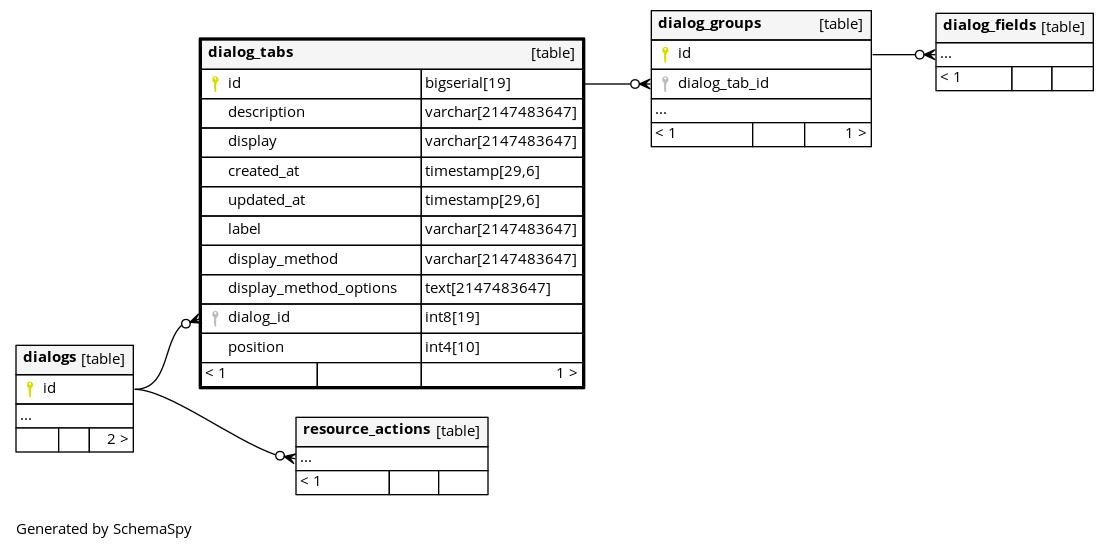 dialog_tabs [table]
id bigserial[19]
description varchar[2147483647]
display varchar[2147483647]
created_at timestamp[29,6]
updated_at timestamp[29,6]
label varchar[2147483647]
display_method varchar[2147483647]
display_method_options text[2147483647]
dialog_id int8[19]
position int4[10]
< 1 1 >
dialog_groups [table]
id
dialog_tab_id
...
< 1 1 >
dialog_fields [table]
...
< 1
dialogs [table]
id
...
2 >
resource_actions [table]
...
< 1
Generated by SchemaSpy